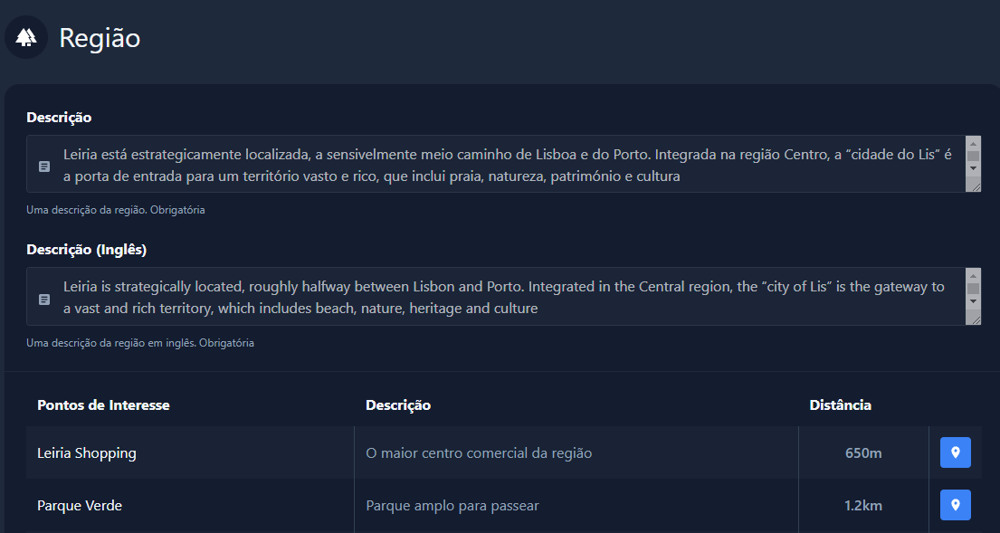 Região
Descrição
Leiria está estrategicamente localizada, a sensivelmente meio caminho de Lisboa e do Porto. Integrada na região Centro, a “cidade do Lis” é
a porta de entrada para um território vasto e rico, que inclui praia, natureza, património e cultura
Uma descrição da região. Obrigatória
Descrição (Inglês)
Leiria is strategically located, roughly halfway between Lisbon and Porto. Integrated in the Central region, the “city of Lis” is the gateway to
a vast and rich territory, which includes beach, nature, heritage and culture
Uma descrição da região em inglês. Obrigatória
Pontos de Interesse Descrição Distância
Leiria Shopping O maior centro comercial da região 650m
Parque Verde Parque amplo para passear 1.2km